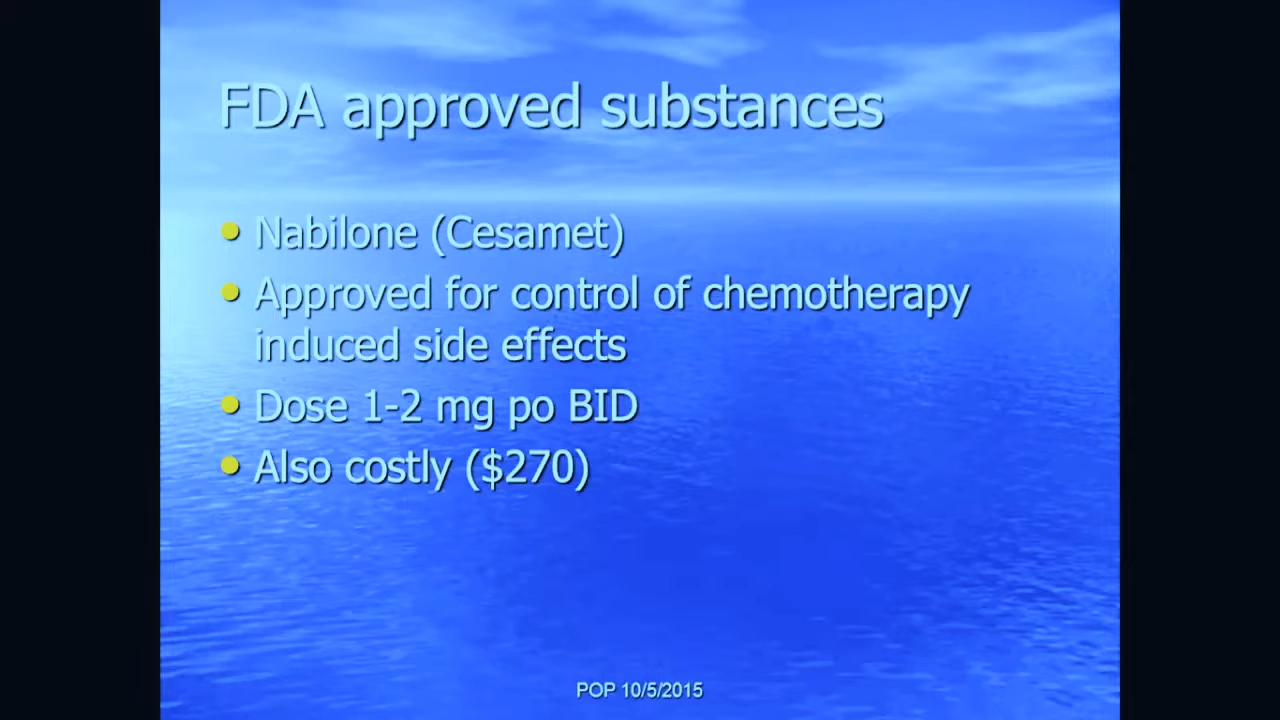 FDA approved substances
Nabilone (Cesamet)
Approved for control of chemotherapy
induced side effects
Dose 1-2 mg po BID
Also costly ($270)
POP 10/5/2015